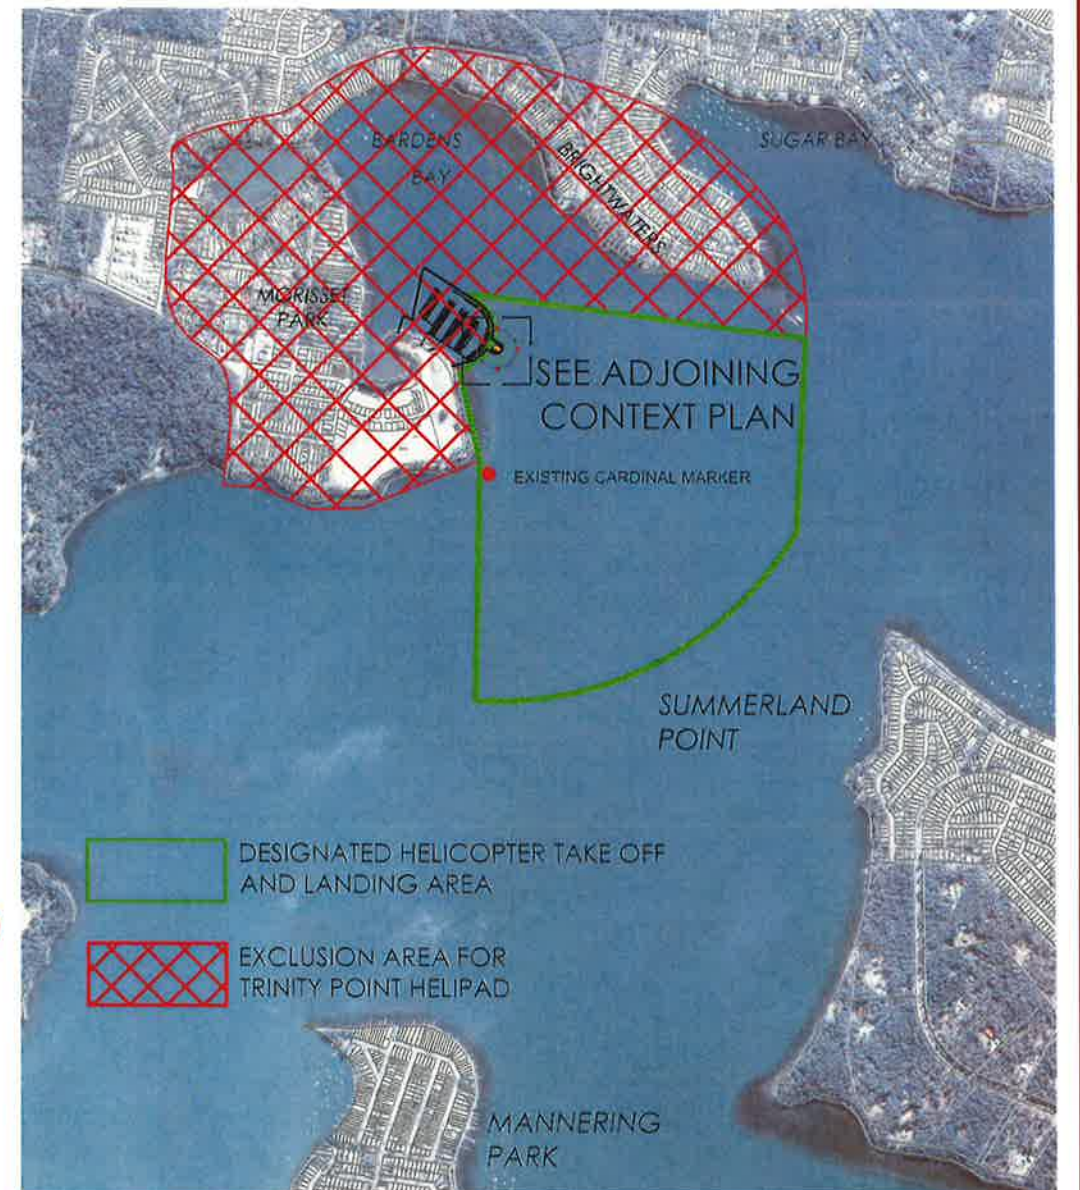 BARDENS
BAY
SUGAR BAY
BRIGHTWATERS
MORISSET
PARK
SEE ADJOINING
CONTEXT PLAN
EXISTING CARDINAL MARKER
SUMMERLAND
POINT
DESIGNATED HELICOPTER TAKE OFF
AND LANDING AREA
EXCLUSION AREA FOR
TRINITY POINT HELIPAD
MANNERING
PARK